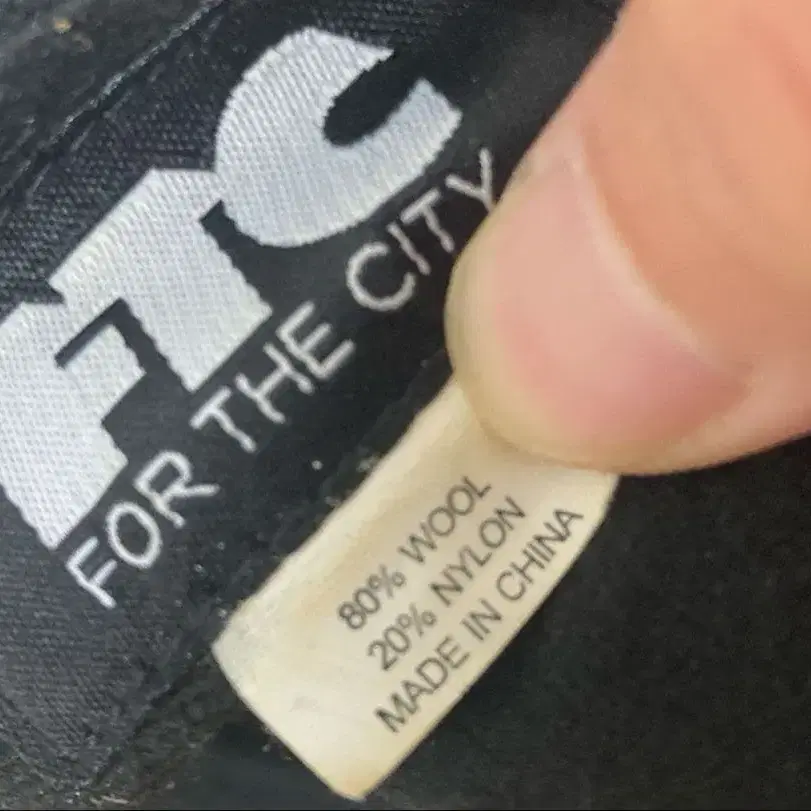 FTC
FOR THE CITY
80% WOOL
20% NYLON
MADE IN CHINA